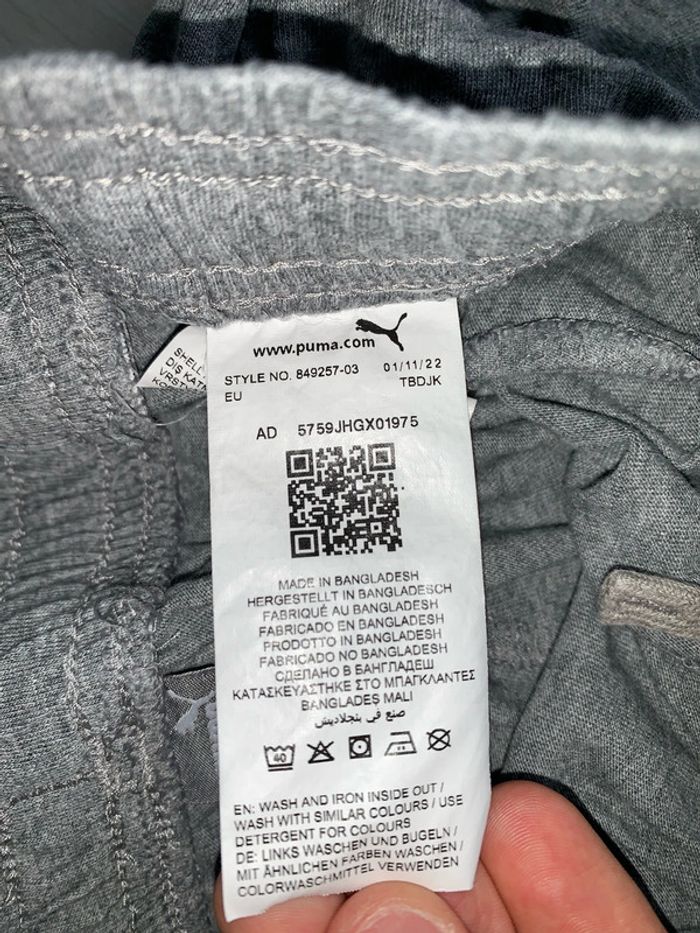 www.puma.com
STYLE NO. 849257-03 01/11/22
EU TBDJK
AD 5759JHGX01975
MADE IN BANGLADESH
HERGESTELLT IN BANGLADESCH
FABRIQUÉ AU BANGLADESH
FABRICADO EN BANGLADESH
PRODOTTO IN BANGLADESH
FABRICADO NO BANGLADESH
СДЕЛАНО В БАНГЛАДЕШ
ΚΑΤΑΣΚΕΥΑΣΤΗΚΕ ΣΤΟ ΜΠΑΓΚΛΑΝΤΕΣ
BANGLADEŞ MALI
صنع في بنجلاديش
40
EN: WASH AND IRON INSIDE OUT /
WASH WITH SIMILAR COLOURS / USE
DETERGENT FOR COLOURS
DE: LINKS WASCHEN UND BÜGELN /
MIT ÄHNLICHEN FARBEN WASCHEN /
COLORWASCHMITTEL VERWENDEN
SHELL